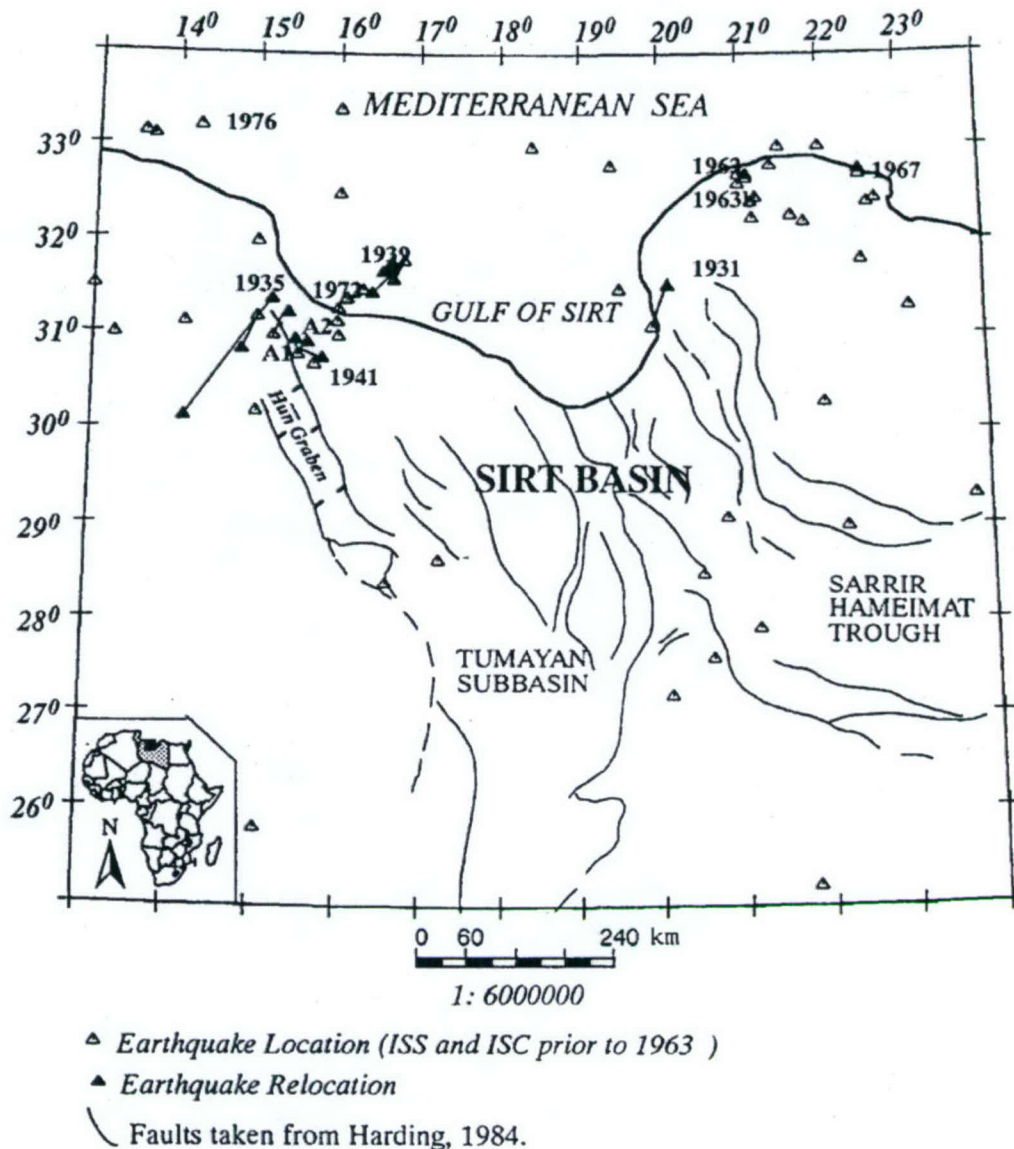 14⁰ 15⁰ 16⁰ 17⁰ 18⁰ 19⁰ 20⁰ 21⁰ 22⁰ 23⁰
MEDITERRANEAN SEA
1976
33⁰
1963
1967
1963
32⁰
1939
1935
1972
1931
GULF OF SIRT
31⁰
A2
A1
1941
30⁰
Hun Graben
SIRT BASIN
29⁰
SARRIR
HAMEIMAT
TROUGH
28⁰
TUMAYAN
SUBBASIN
27⁰
26⁰
N
0 60 240 km
1: 6000000
Earthquake Location (ISS and ISC prior to 1963 )
Earthquake Relocation
Faults taken from Harding, 1984.